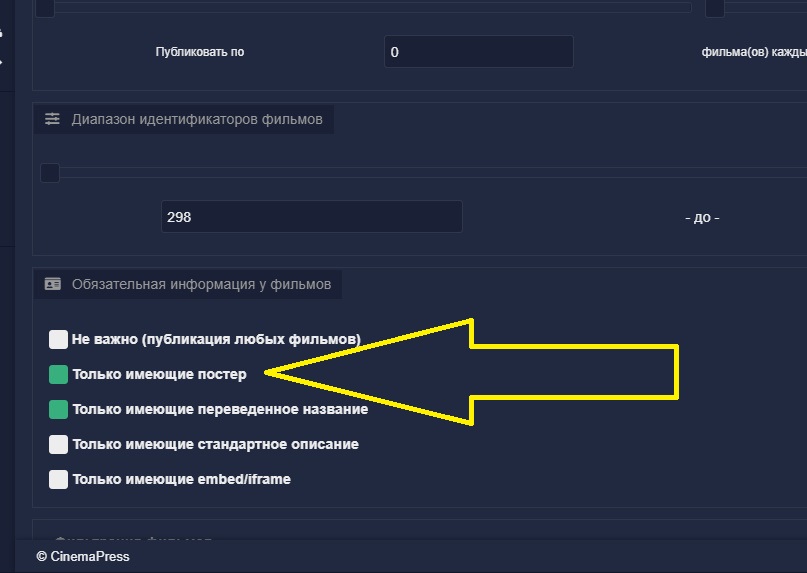 Публиковать по 0 фильма(ов) кажды
Диапазон идентификаторов фильмов
298 - до -
Обязательная информация у фильмов
Не важно (публикация любых фильмов)
Только имеющие постер
Только имеющие переведенное название
Только имеющие стандартное описание
Только имеющие embed/iframe
© CinemaPress